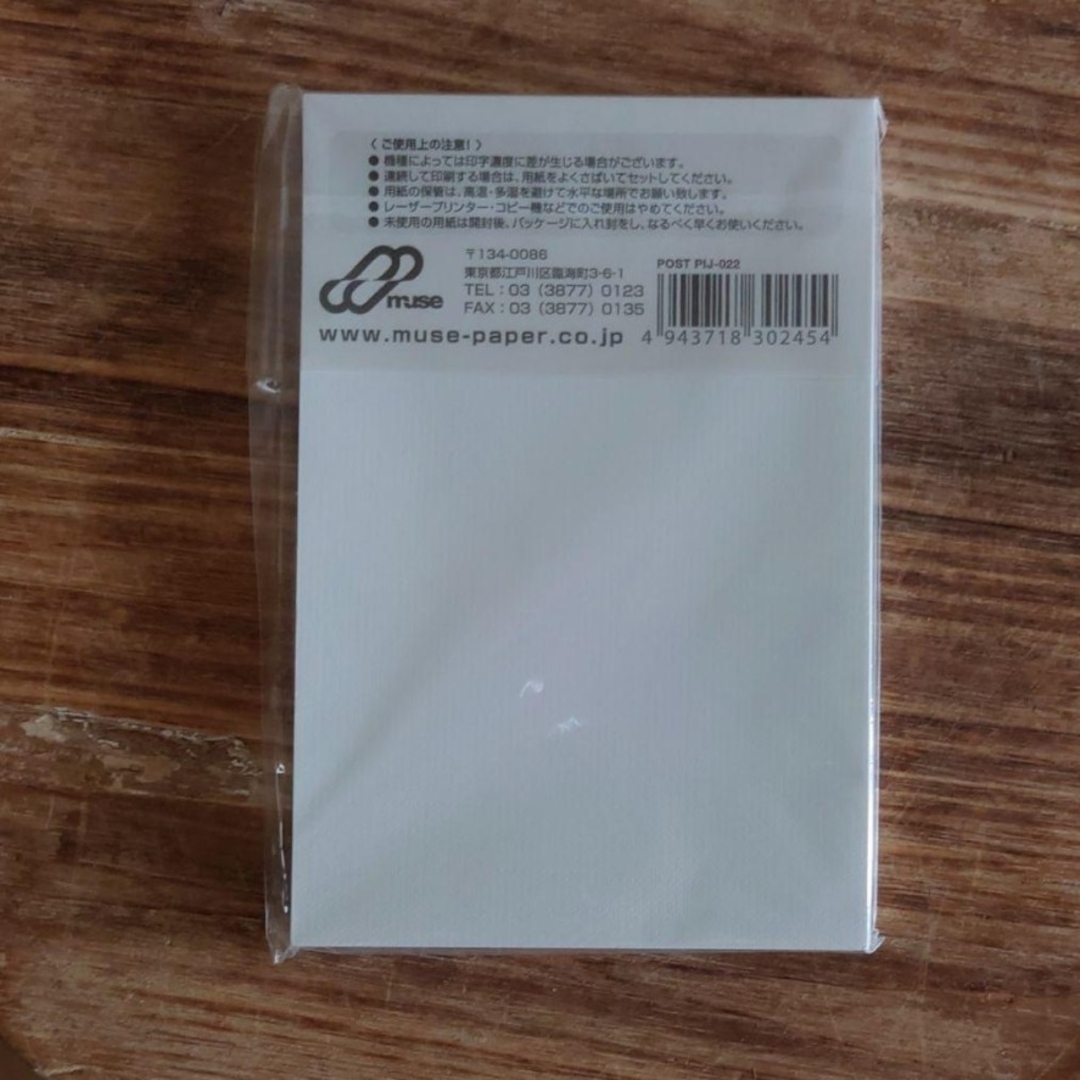 〈 ご使用上の注意! 〉
● 機種によっては印字濃度に差が生じる場合がございます。
● 連続して印刷する場合は、用紙をよくさばいてセットしてください。
● 用紙の保管は、高温・多湿を避けて水平な場所でお願い致します。
● レーザープリンター・コピー機などでのご使用はやめてください。
● 未使用の用紙は開封後、パッケージに入れ封をし、なるべく早くお使いください。
muse
〒134-0086
東京都江戸川区臨海町3-6-1
TEL : 03 (3877) 0123
FAX : 03 (3877) 0135
www.muse-paper.co.jp
POST PIJ-022
4 943718 302454